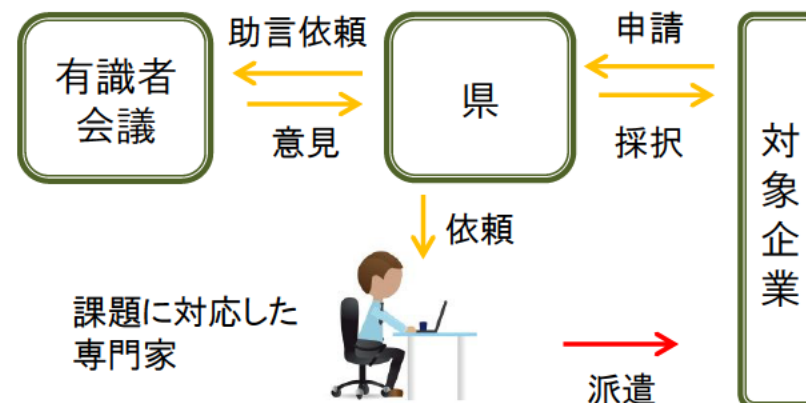 助言依頼
申請
有識者
会議
県
意見
採択
対
象
企
業
依頼
課題に対応した
専門家
派遣